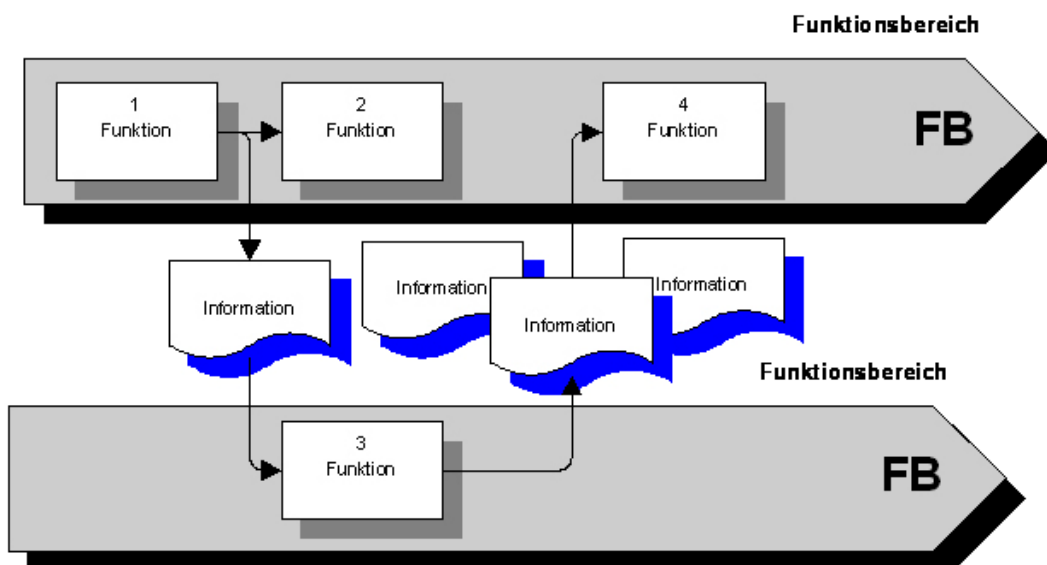 Funktionsbereich
1
Funktion
2
Funktion
4
Funktion
FB
Information
Information
Information
Information
Funktionsbereich
3
Funktion
FB